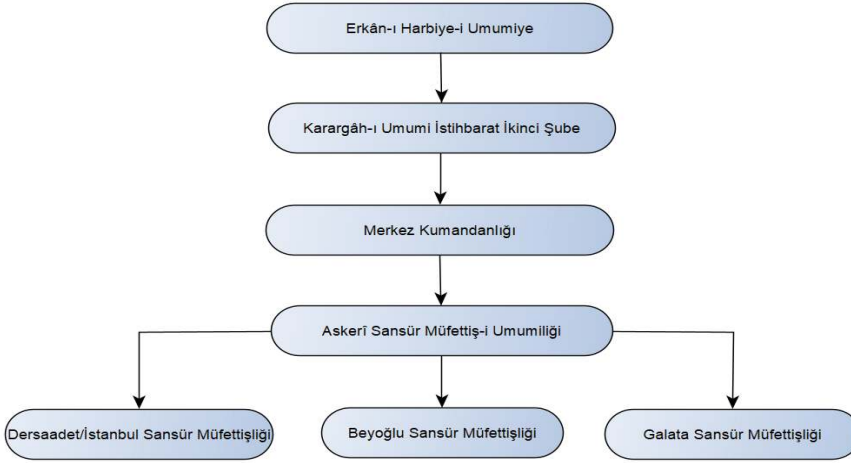 Erkân-ı Harbiye-i Umumiye
Karargâh-ı Umumi İstihbarat İkinci Şube
Merkez Kumandanlığı
Askerî Sansür Müfettiş-i Umumiliği
Dersaadet/İstanbul Sansür Müfettişliği
Beyoğlu Sansür Müfettişliği
Galata Sansür Müfettişliği